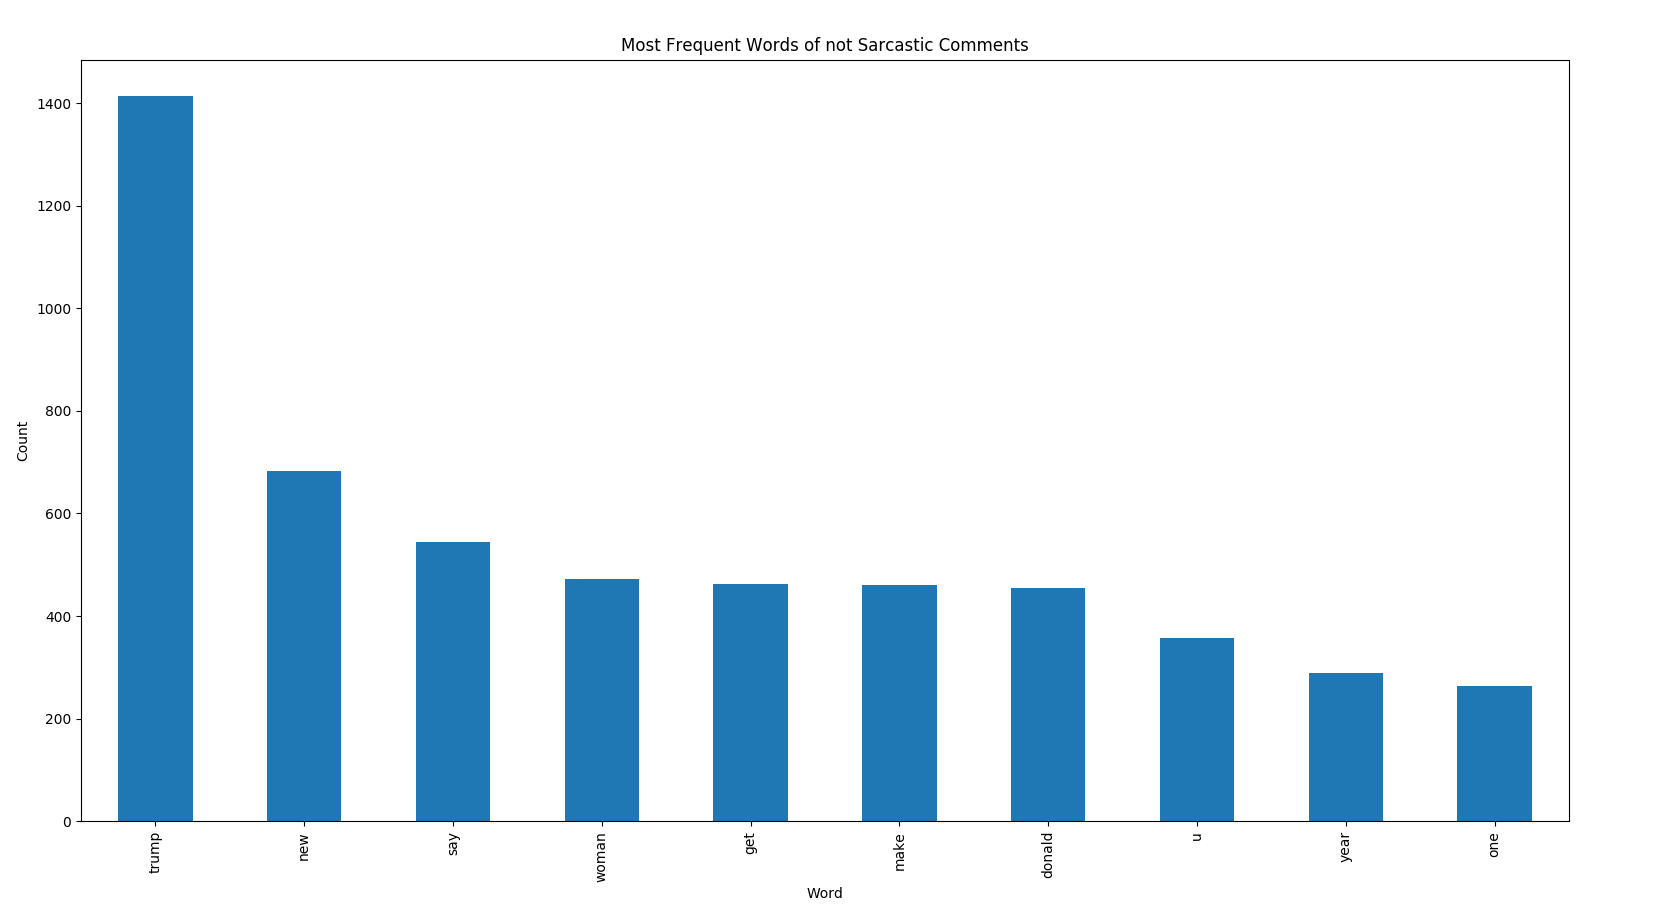 Most Frequent Words of not Sarcastic Comments
1400
1200
1000
800
600
400
200
0
Count
trump
new
say
woman
get
make
donald
u
year
one
Word